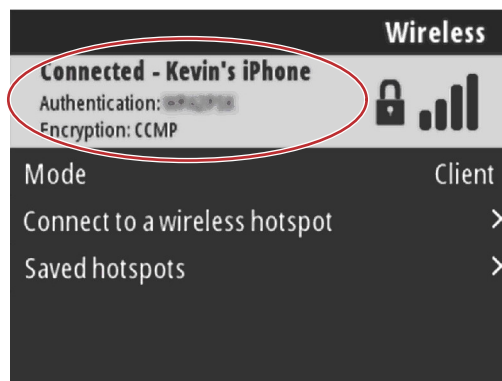 Wireless
Connected - Kevin's iPhone
Authentication:
Encryption: CCMP
Mode Client
Connect to a wireless hotspot
Saved hotspots